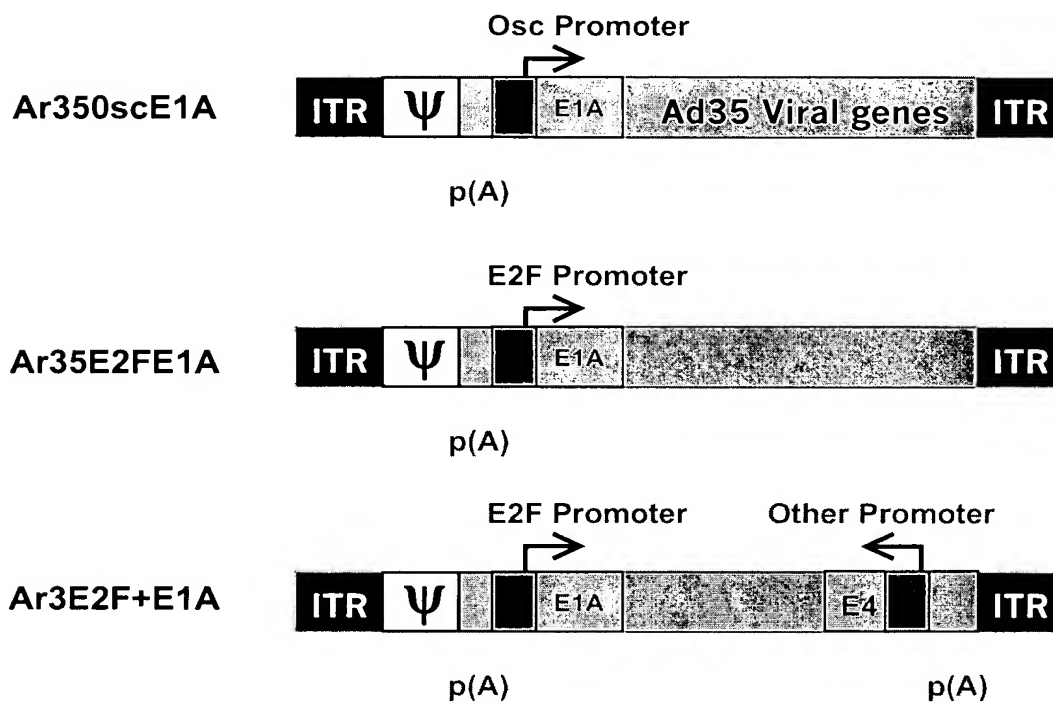 Osc Promoter
Ar350scE1A ITR Ψ E1A Ad35 Viral genes ITR
p(A)
E2F Promoter
Ar35E2FE1A ITR Ψ E1A ITR
p(A)
E2F Promoter Other Promoter
Ar3E2F+E1A ITR Ψ E1A E4 ITR
p(A) p(A)